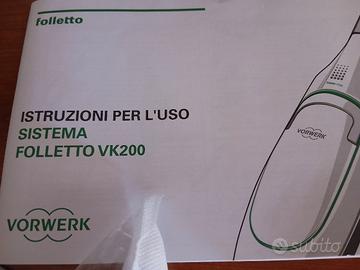 folletto
ISTRUZIONI PER L'USO
SISTEMA
FOLLETTO VK200
VORWERK
VORWERK
subito